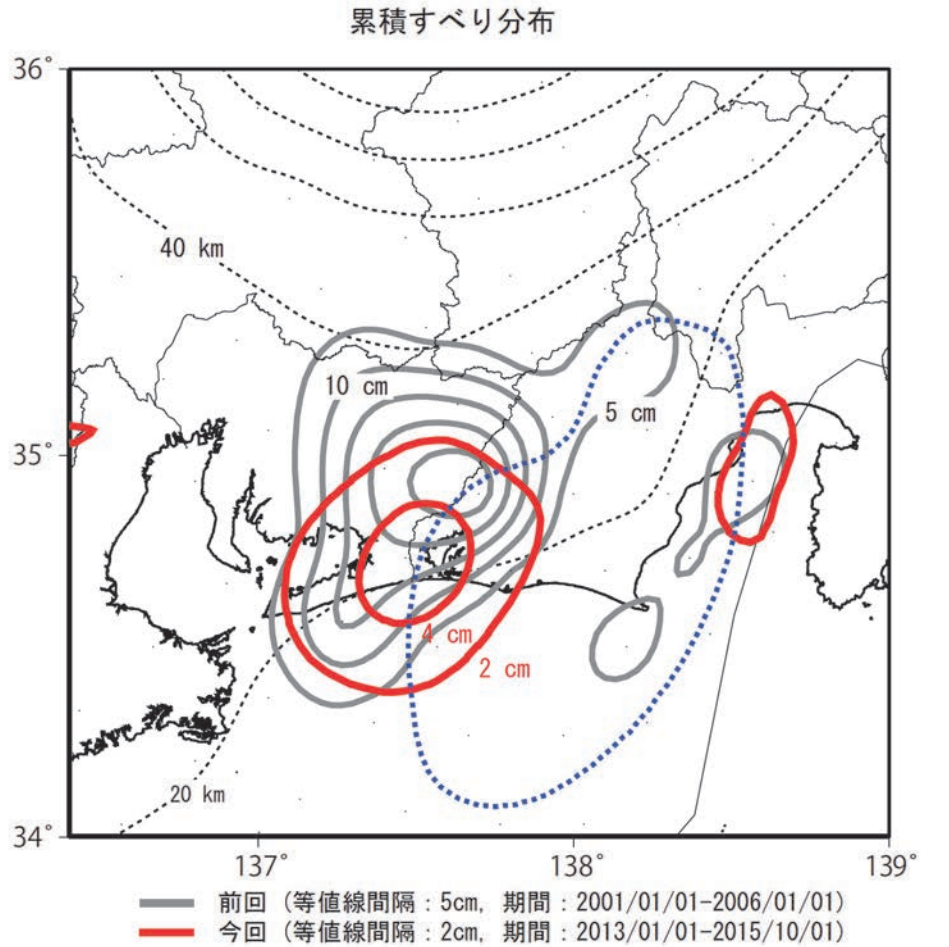 累積すべり分布
36°
40 km
10 cm
5 cm
35°
4 cm
2 cm
20 km
34°
137°
138°
139°
前回 (等値線間隔：5cm, 期間：2001/01/01-2006/01/01)
今回 (等値線間隔：2cm, 期間：2013/01/01-2015/10/01)